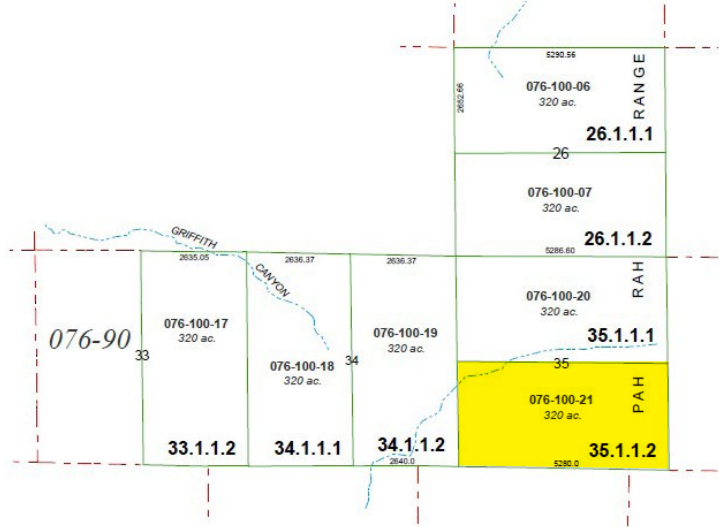 5290.56
2652.66
076-100-06
320 ac.
RANGE
26.1.1.1
26
076-100-07
320 ac.
26.1.1.2
5286.60
GRIFFITH
CANYON
2635.05
2636.37
2636.37
076-90
33
076-100-17
320 ac.
33.1.1.2
076-100-18
320 ac.
34.1.1.1
34
076-100-19
320 ac.
34.1.1.2
2640.0
076-100-20
320 ac.
RAH
35.1.1.1
35
076-100-21
320 ac.
PAH
35.1.1.2
5280.0